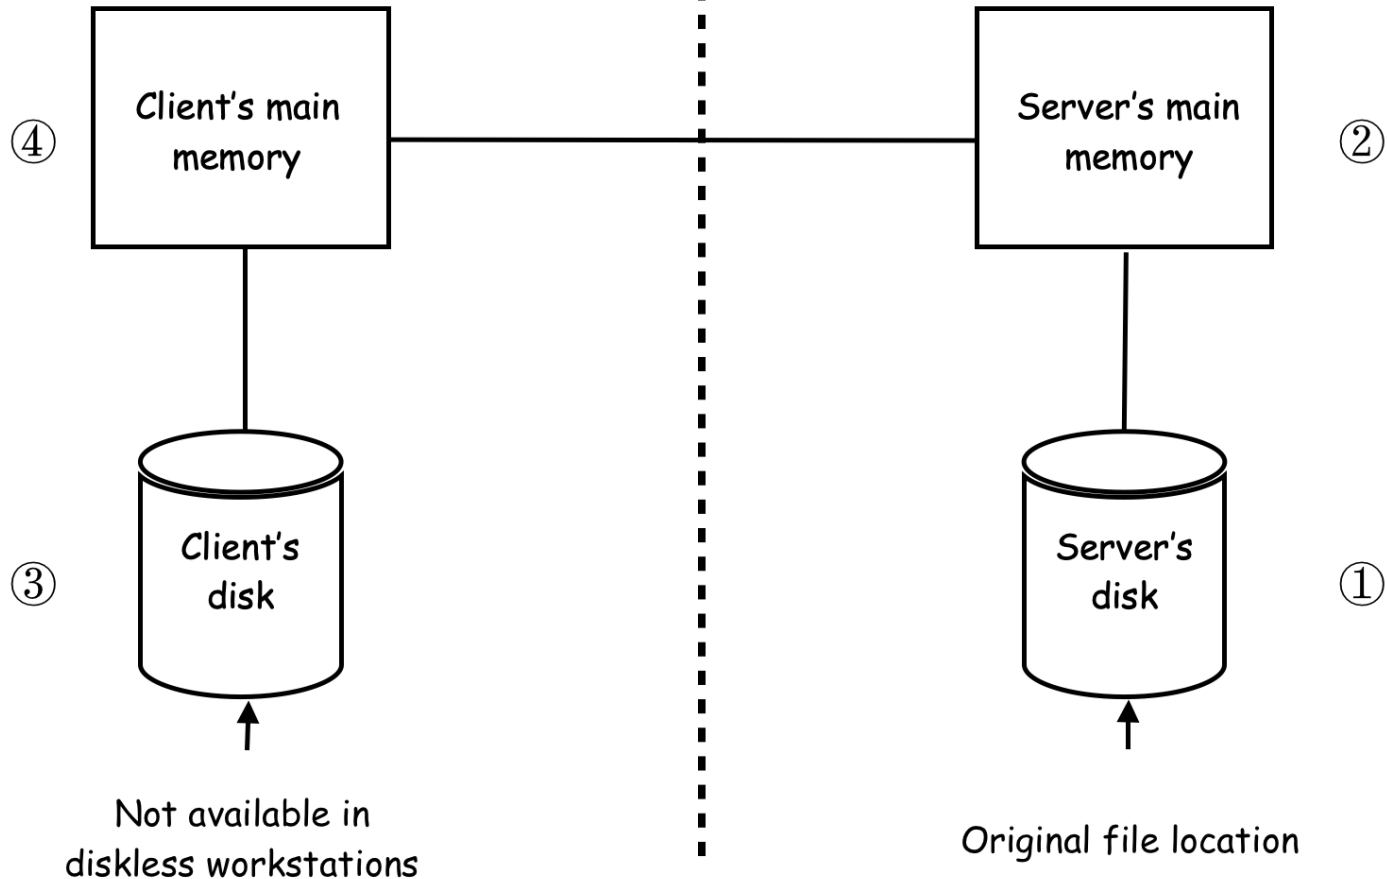 Client's main
memory
Server's main
memory
④
②
Client's
disk
Server's
disk
③
①
Not available in
diskless workstations
Original file location